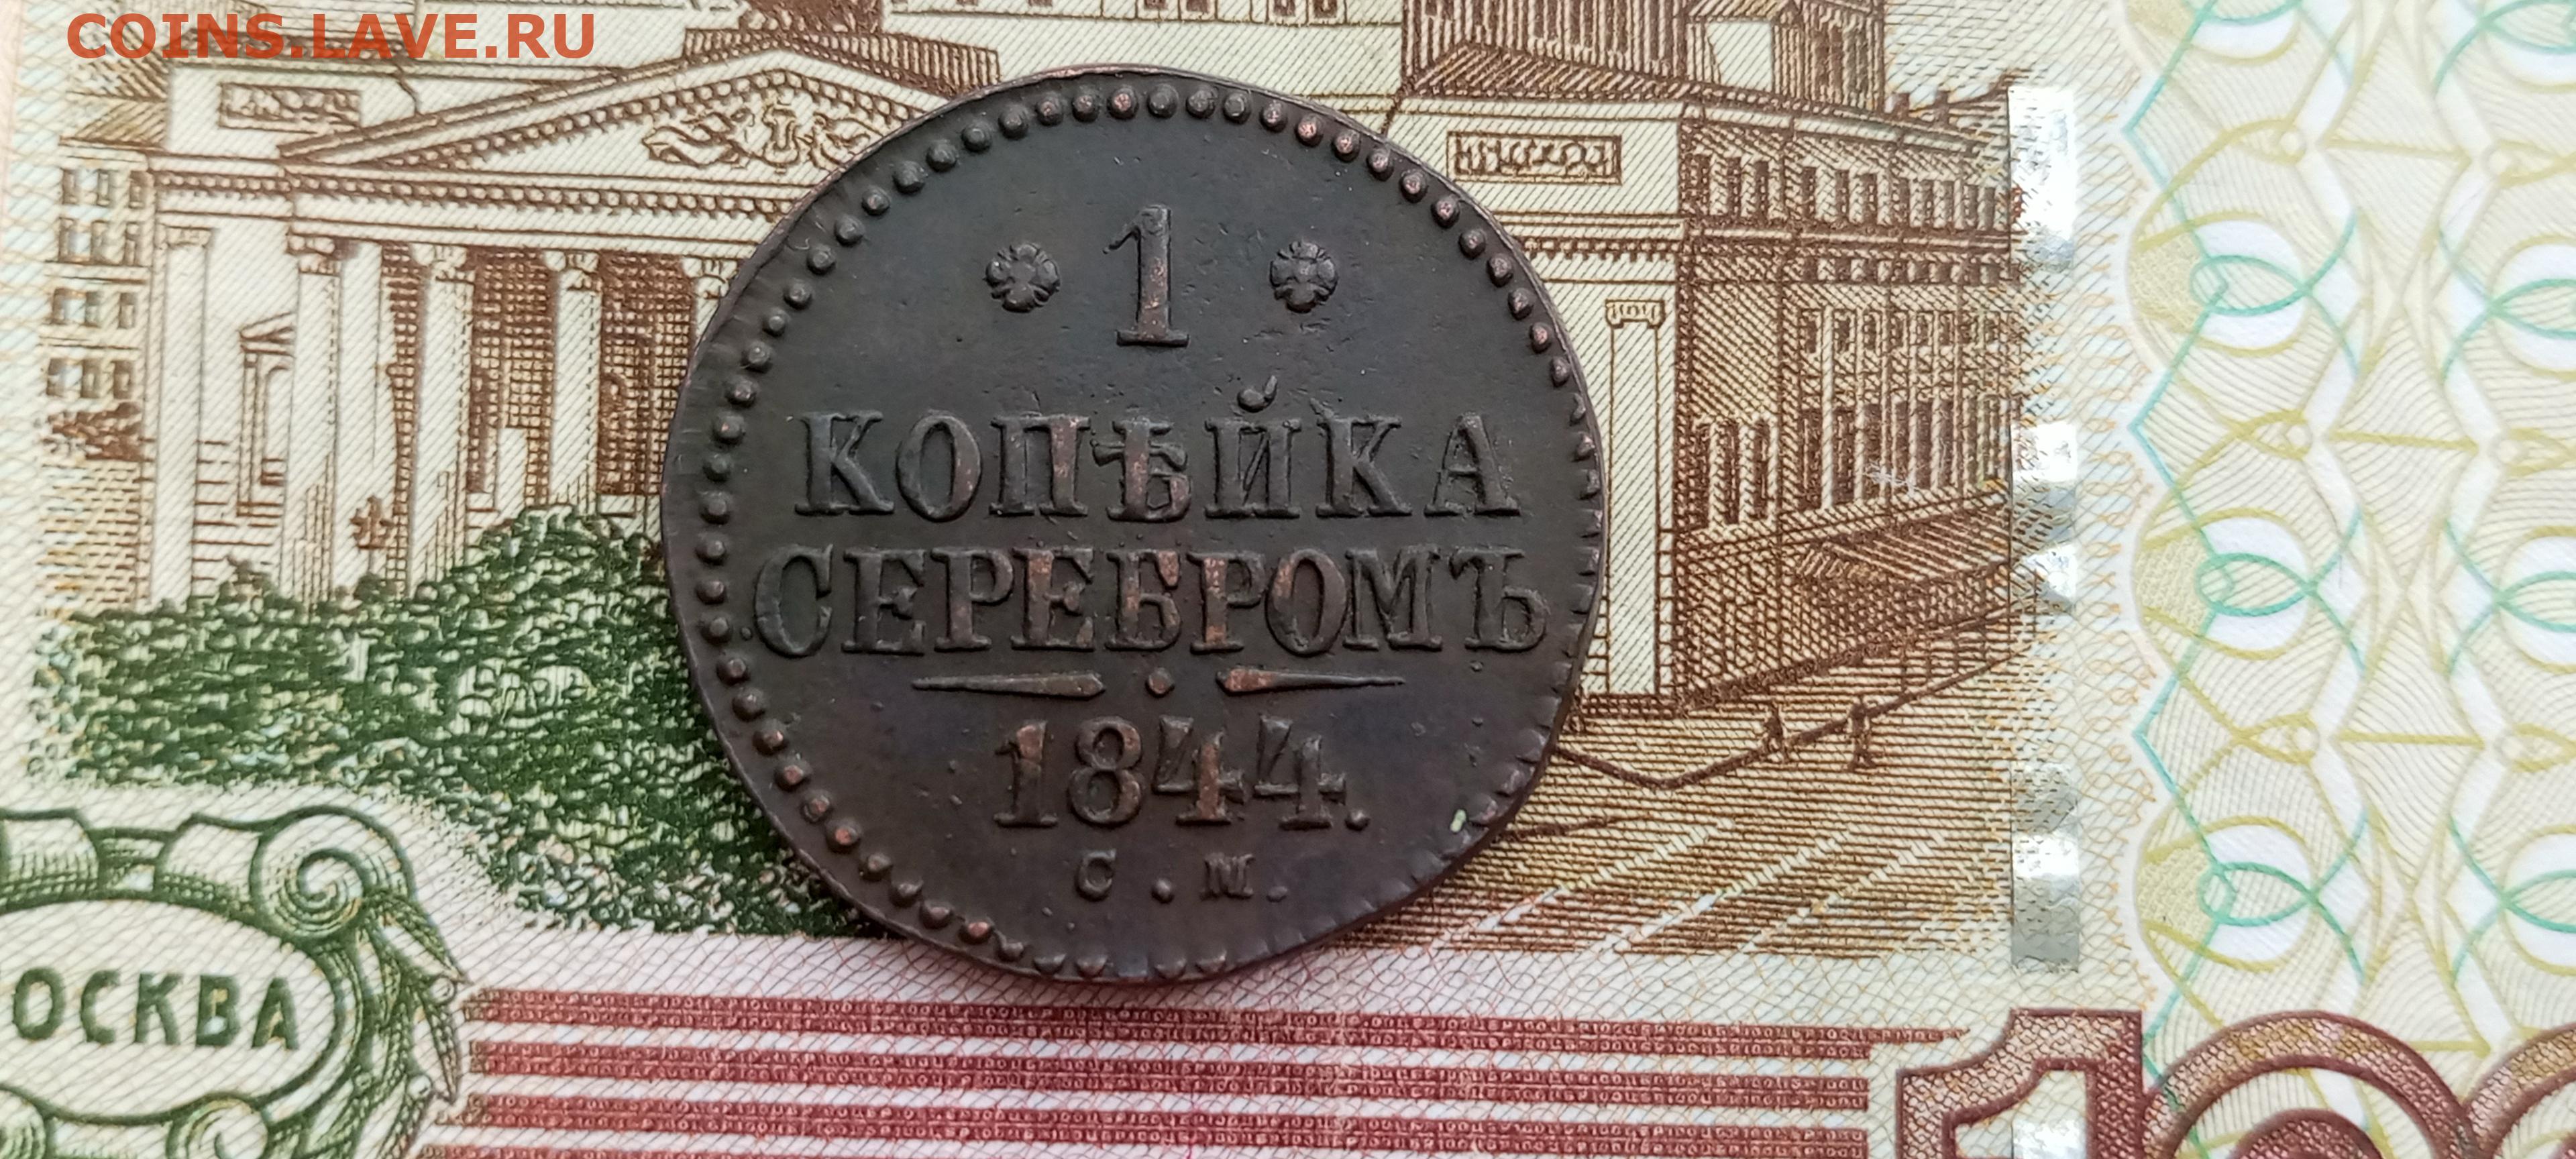 COINS.LAVE.RU
1
КОПѢЙКА
СЕРЕБРОМЪ
1844.
С. М.
ОСКВА